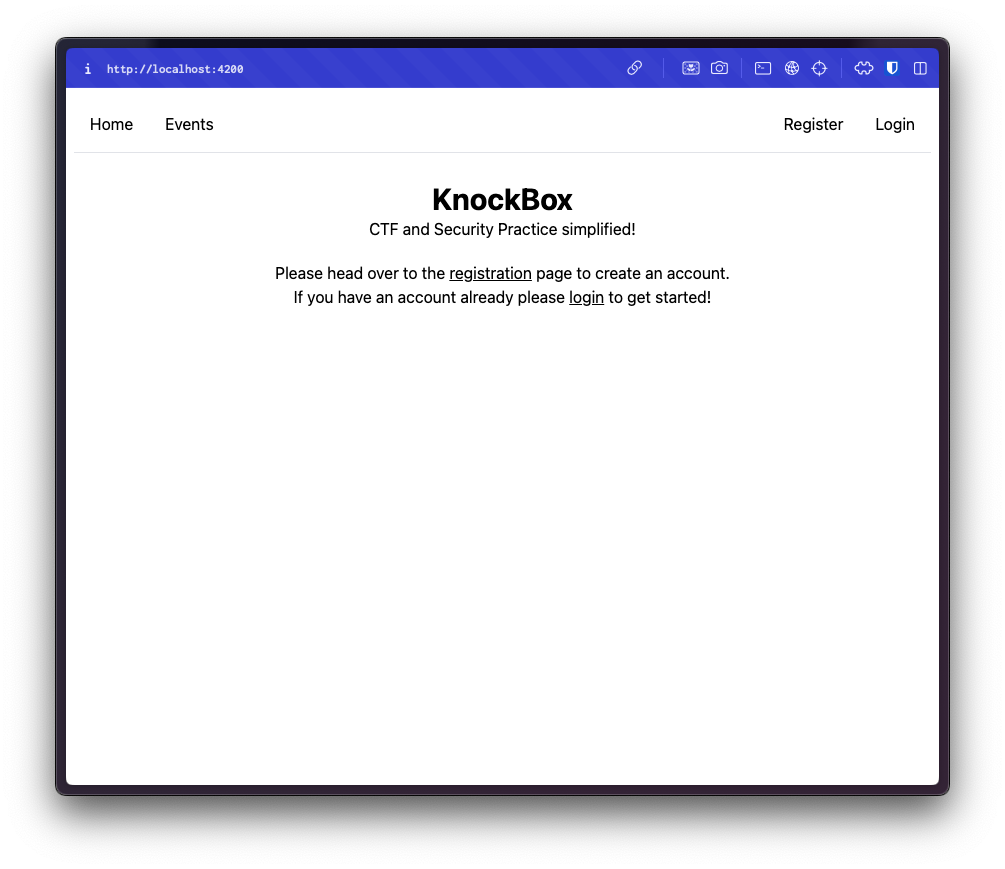 http://localhost:4200
Home Events Register Login
KnockBox
CTF and Security Practice simplified!
Please head over to the registration page to create an account.
If you have an account already please login to get started!